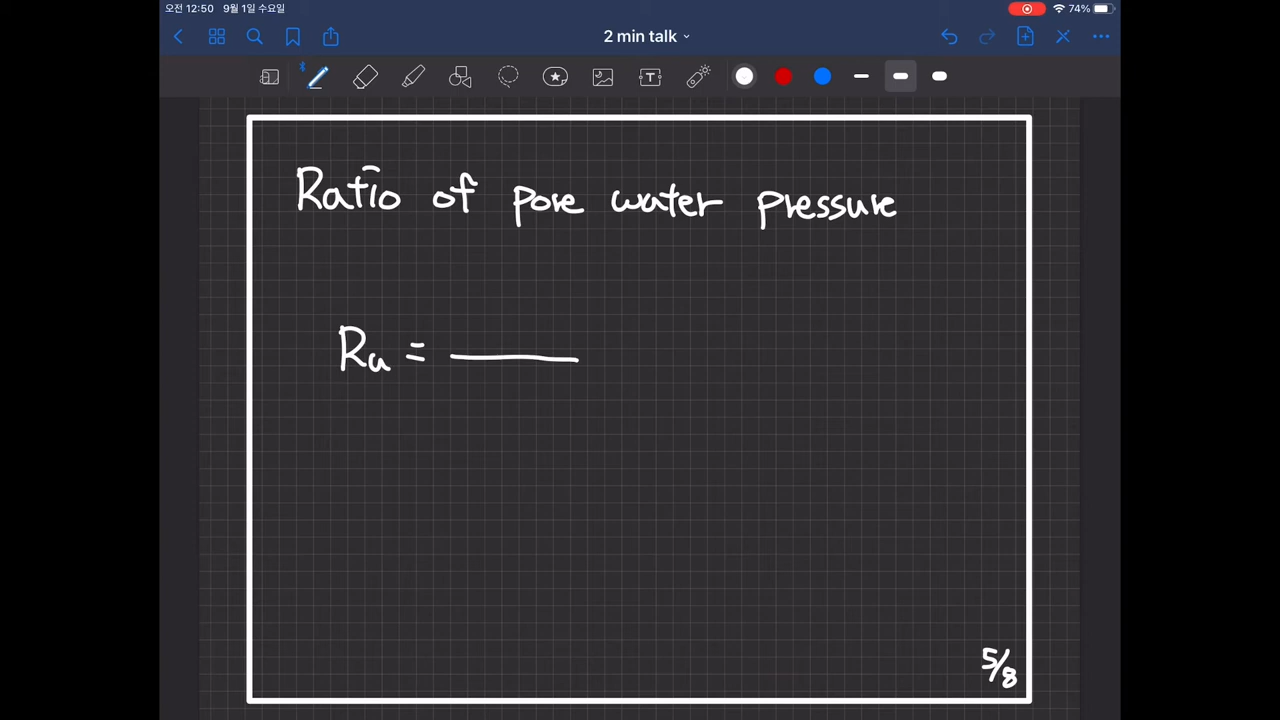 오전 12:50 9월 1일 수요일 74%
2 min talk
T
Ratio of pore water pressure
Ru =
5/8